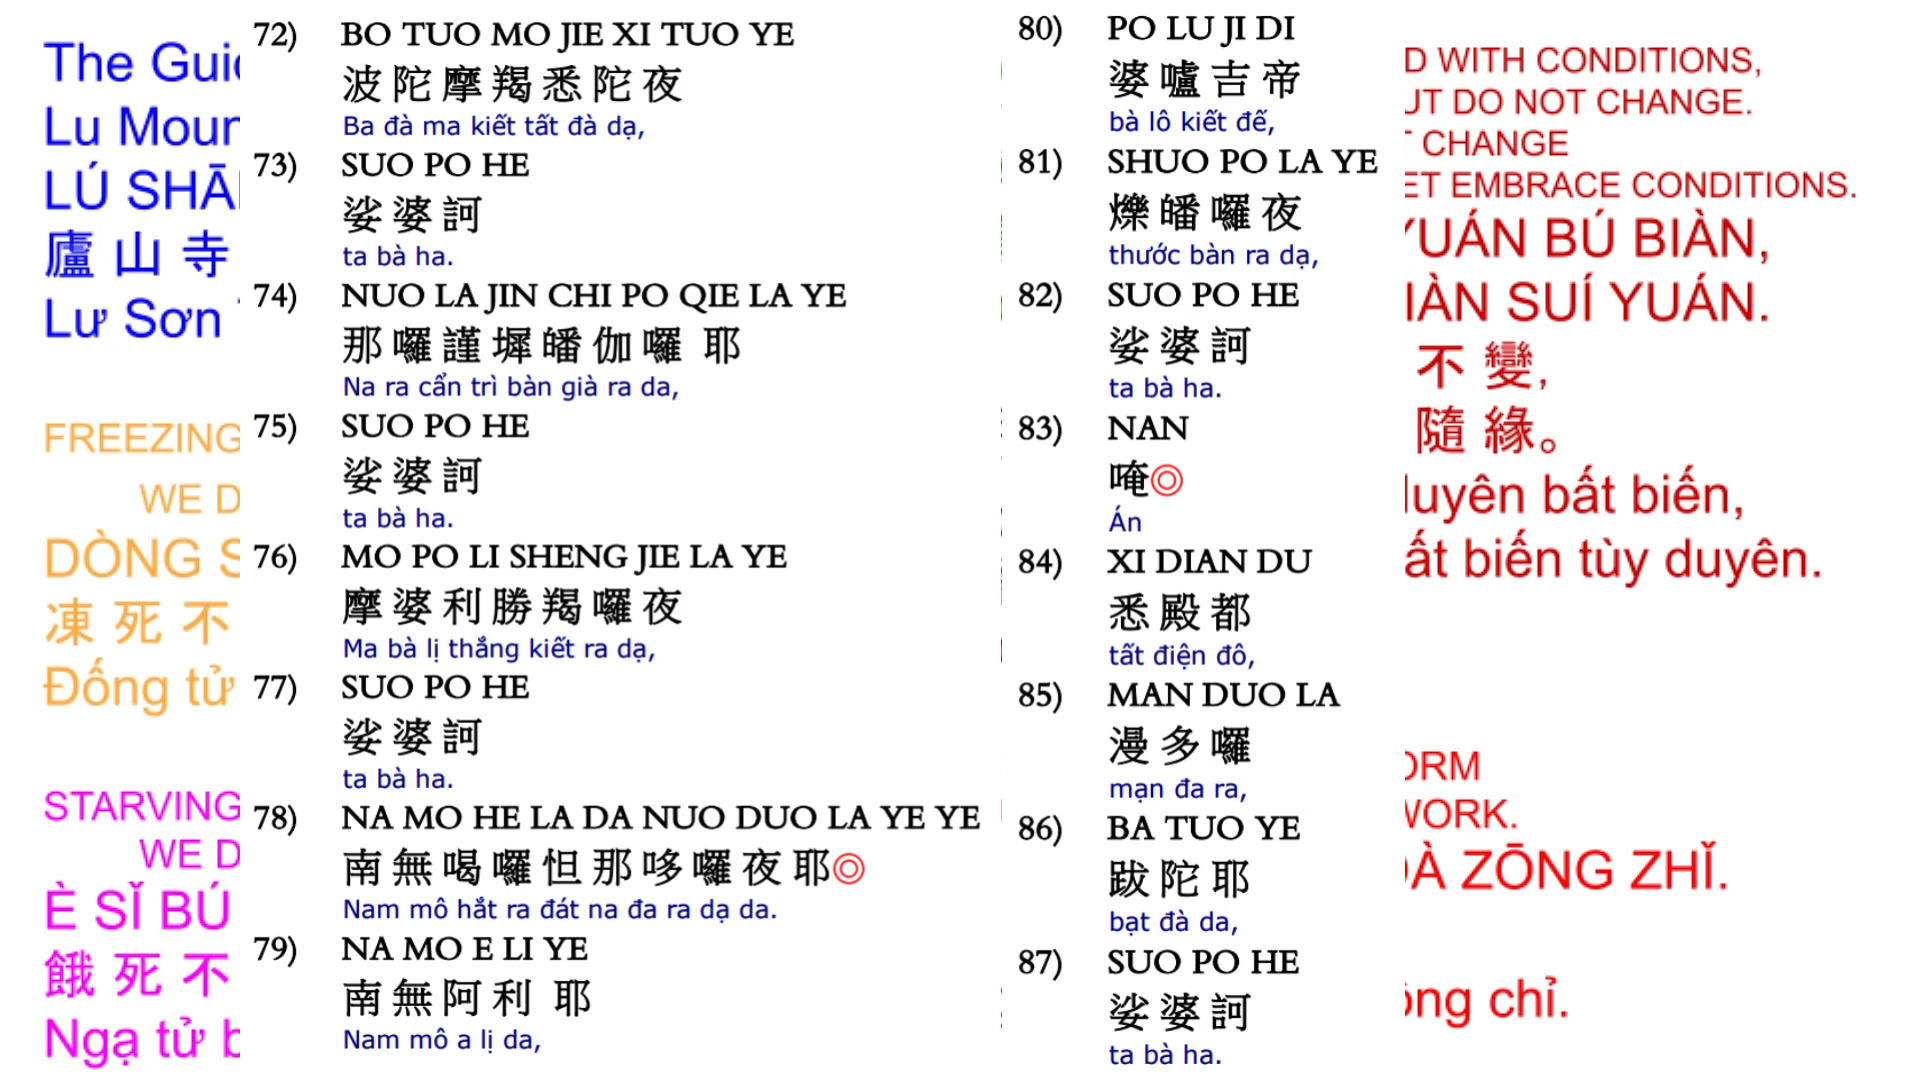 The Gui
Lu Moun
LÚ SHĀ
廬 山 寺
Lư Sơn
FREEZING
WE D
DÒNG S
凍 死 不
Đống tử
STARVING
WE D
È SǏ BÚ
餓 死 不
Ngạ tử b
72) BO TUO MO JIE XI TUO YE
波 陀 摩 羯 悉 陀 夜
Ba đà ma kiết tất đà dạ,
73) SUO PO HE
娑 婆 訶
ta bà ha.
74) NUO LA JIN CHI PO QIE LA YE
那 囉 謹 墀 皤 伽 囉 耶
Na ra cẩn trì bàn già ra da,
75) SUO PO HE
娑 婆 訶
ta bà ha.
76) MO PO LI SHENG JIE LA YE
摩 婆 利 勝 羯 囉 夜
Ma bà lị thắng kiết ra dạ,
77) SUO PO HE
娑 婆 訶
ta bà ha.
78) NA MO HE LA DA NUO DUO LA YE YE
南 無 喝 囉 怛 那 哆 囉 夜 耶◎
Nam mô hắt ra đát na đa ra dạ da.
79) NA MO E LI YE
南 無 阿 利 耶
Nam mô a lị da,
80) PO LU JI DI
婆 嚧 吉 帝
bà lô kiết đế,
81) SHUO PO LA YE
爍 皤 囉 夜
thước bàn ra dạ,
82) SUO PO HE
娑 婆 訶
ta bà ha.
83) NAN
唵◎
Án
84) XI DIAN DU
悉 殿 都
tất điện đô,
85) MAN DUO LA
漫 多 囉
mạn đa ra,
86) BA TUO YE
跋 陀 耶
bạt đà da,
87) SUO PO HE
娑 婆 訶
ta bà ha.
D WITH CONDITIONS,
UT DO NOT CHANGE.
CHANGE
ET EMBRACE CONDITIONS.
YUÁN BÚ BIÀN,
IÀN SUÍ YUÁN.
不 變,
隨 緣。
duyên bất biến,
ất biến tùy duyên.
ORM
WORK.
DÀ ZŌNG ZHǏ.
ông chỉ.